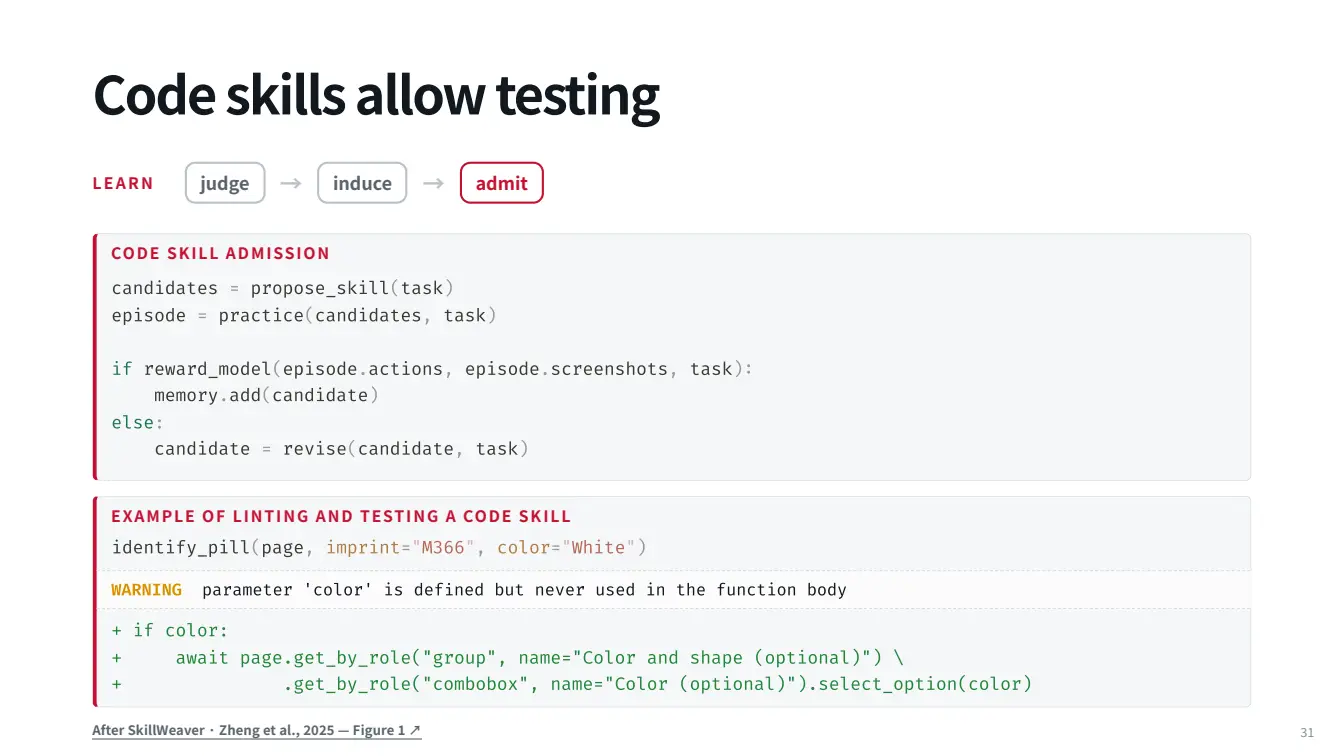 Code skills allow testing
LEARN judge → induce → admit
CODE SKILL ADMISSION
candidates = propose_skill(task)
episode = practice(candidates, task)
if reward_model(episode.actions, episode.screenshots, task):
    memory.add(candidate)
else:
    candidate = revise(candidate, task)
EXAMPLE OF LINTING AND TESTING A CODE SKILL
identify_pill(page, imprint="M366", color="White")
WARNING parameter 'color' is defined but never used in the function body
+ if color:
+     await page.get_by_role("group", name="Color and shape (optional)") \
+               .get_by_role("combobox", name="Color (optional)").select_option(color)
After SkillWeaver · Zheng et al., 2025 — Figure 1 ↗
31